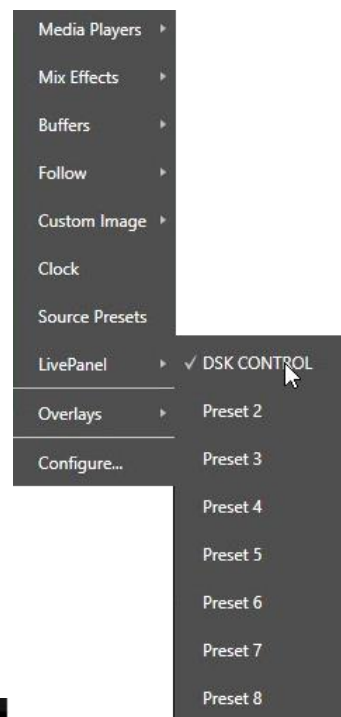 Media Players
Mix Effects
Buffers
Follow
Custom Image
Clock
Source Presets
LivePanel
Overlays
Configure...
✓ DSK CONTROL
Preset 2
Preset 3
Preset 4
Preset 5
Preset 6
Preset 7
Preset 8